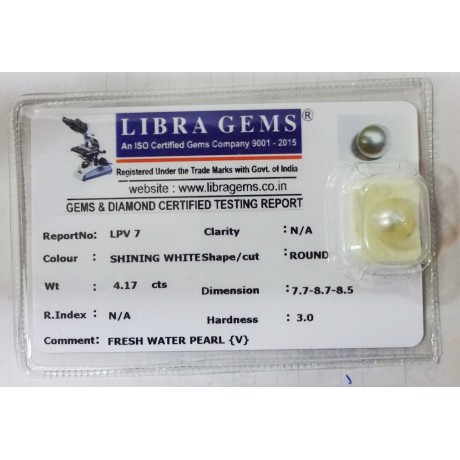 LIBRA GEMS ®
An ISO Certified Gems Company 9001 - 2015
Registered Under the Trade Marks with Govt. of India
website : www.libragems.co.in
GEMS & DIAMOND CERTIFIED TESTING REPORT
ReportNo: LPV 7 Clarity : N/A
Colour : SHINING WHITE Shape/cut : ROUND
Wt : 4.17 cts Dimension : 7.7-8.7-8.5
R.Index : N/A Hardness : 3.0
Comment: FRESH WATER PEARL {V}